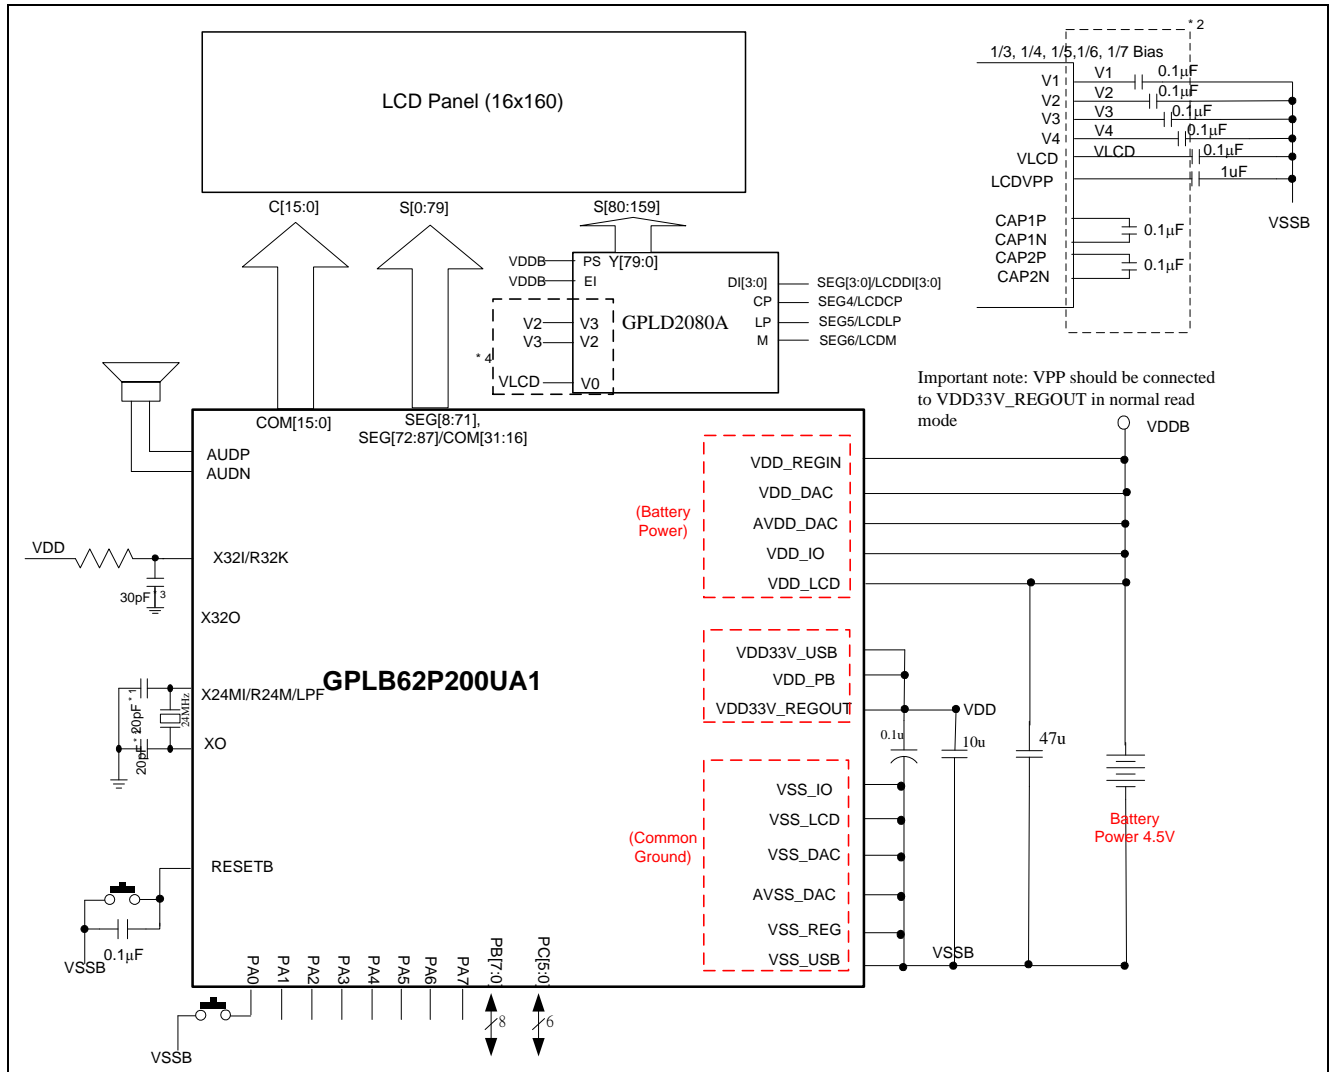 * 2
1/3, 1/4, 1/5,1/6, 1/7 Bias
LCD Panel (16x160)
V1 V1 0.1μF
V2 V2 0.1μF
V3 V3 0.1μF
V4 V4 0.1μF
VLCD VLCD 0.1μF
LCDVPP 1uF
CAP1P
CAP1N 0.1μF
CAP2P
CAP2N 0.1μF
VSSB
C[15:0] S[0:79] S[80:159]
VDDB PS Y[79:0]
VDDB EI
DI[3:0] SEG[3:0]/LCDDI[3:0]
CP SEG4/LCDCP
GPLD2080A
LP SEG5/LCDLP
M SEG6/LCDM
V2 V3
V3 V2
* 4
VLCD V0
Important note: VPP should be connected
to VDD33V_REGOUT in normal read
mode
VDDB
COM[15:0]
SEG[8:71],
SEG[72:87]/COM[31:16]
AUDP
AUDN
VDD_REGIN
VDD_DAC
(Battery
Power)
AVDD_DAC
VDD_IO
VDD_LCD
VDD
X32I/R32K
30pF * 3
X32O
GPLB62P200UA1
VDD33V_USB
VDD_PB
VDD33V_REGOUT
VDD
X24MI/R24M/LPF
20pF * 1
24MHz
XO
20pF *
0.1u
10u
47u
VSS_IO
VSS_LCD
(Common
Ground)
VSS_DAC
AVSS_DAC
VSS_REG
VSS_USB
VSSB
Battery
Power 4.5V
RESETB
0.1μF
VSSB
PA0
PA1
PA2
PA3
PA4
PA5
PA6
PA7
PB[7:0]
PC[5:0]
8
6
VSSB